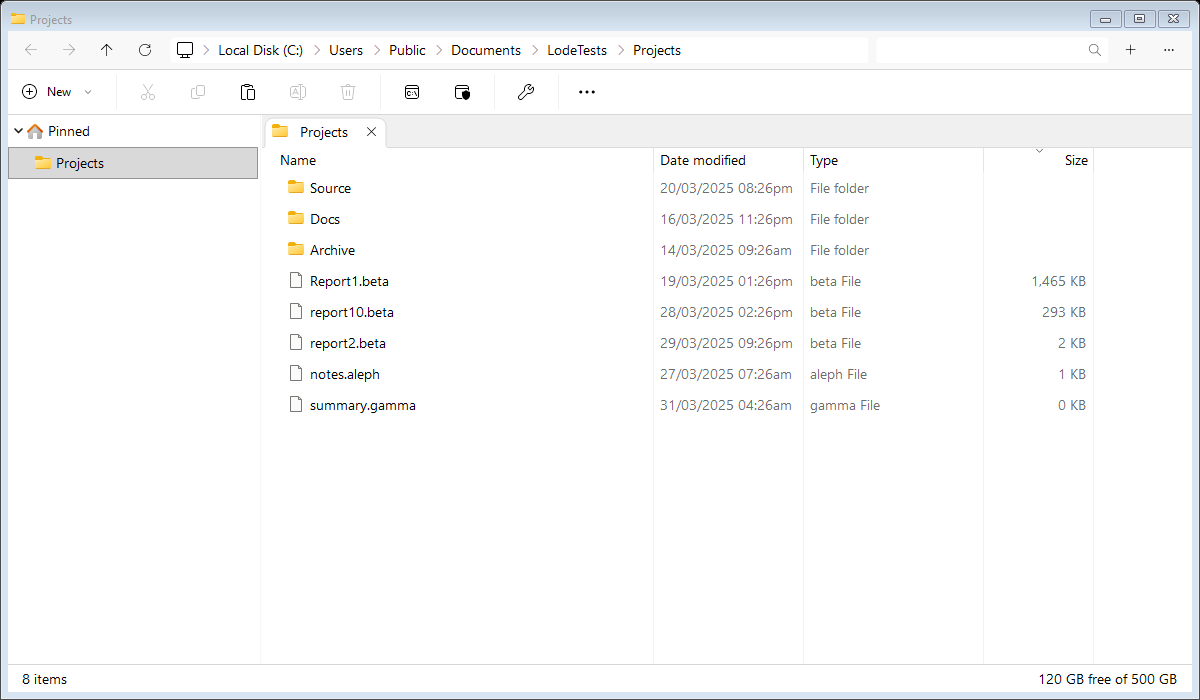 Projects
Local Disk (C:) Users Public Documents LodeTests Projects
New
Pinned
Projects
Projects
Name Date modified Type Size
Source 20/03/2025 08:26pm File folder
Docs 16/03/2025 11:26pm File folder
Archive 14/03/2025 09:26am File folder
Report1.beta 19/03/2025 01:26pm beta File 1,465 KB
report10.beta 28/03/2025 02:26pm beta File 293 KB
report2.beta 29/03/2025 09:26pm beta File 2 KB
notes.aleph 27/03/2025 07:26am aleph File 1 KB
summary.gamma 31/03/2025 04:26am gamma File 0 KB
8 items 120 GB free of 500 GB